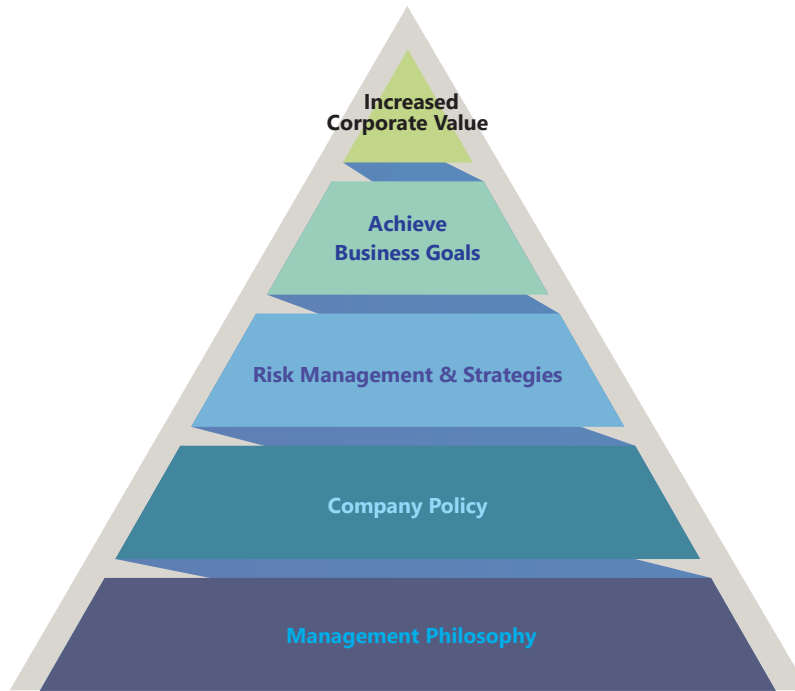 Increased
Corporate Value
Achieve
Business Goals
Risk Management & Strategies
Company Policy
Management Philosophy